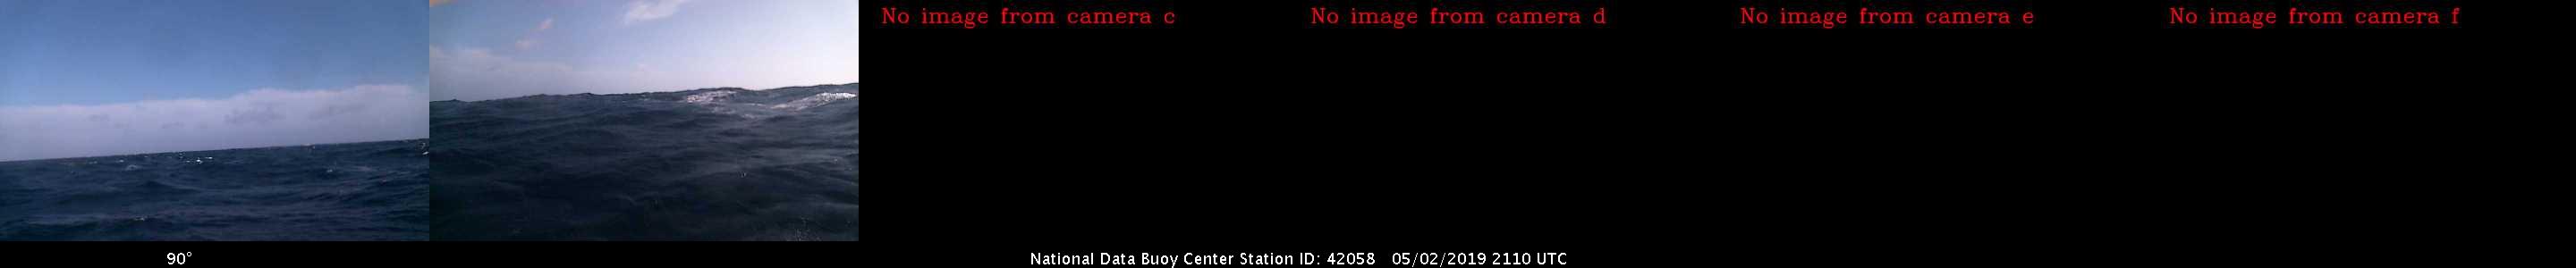 No image from camera c
No image from camera d
No image from camera e
No image from camera f
90°
National Data Buoy Center Station ID: 42058 05/02/2019 2110 UTC